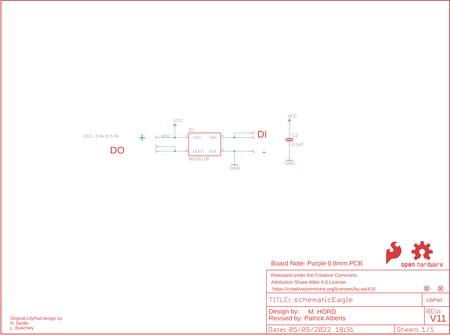 VCC
VCC
VCC: 3.5v to 5.3v
+
D1
VCC
VDD
DIN
DI
C2
0.1uF
DO
DOUT
VSS
-
WS2812B
GND
GND
Board Note: Purple 0.8mm PCB
open hardware
Released under the Creative Commons
Attribution Share-Alike 4.0 License
https://creativecommons.org/licenses/by-sa/4.0/
TITLE: schematicEagle
LilyPad
Design by: M. HORD
Revised by: Patrick Alberts
REV:
V11
Date: 05/09/2022 18:31
Sheet: 1/1
Original LilyPad design by
N. Seidle
L. Buechley